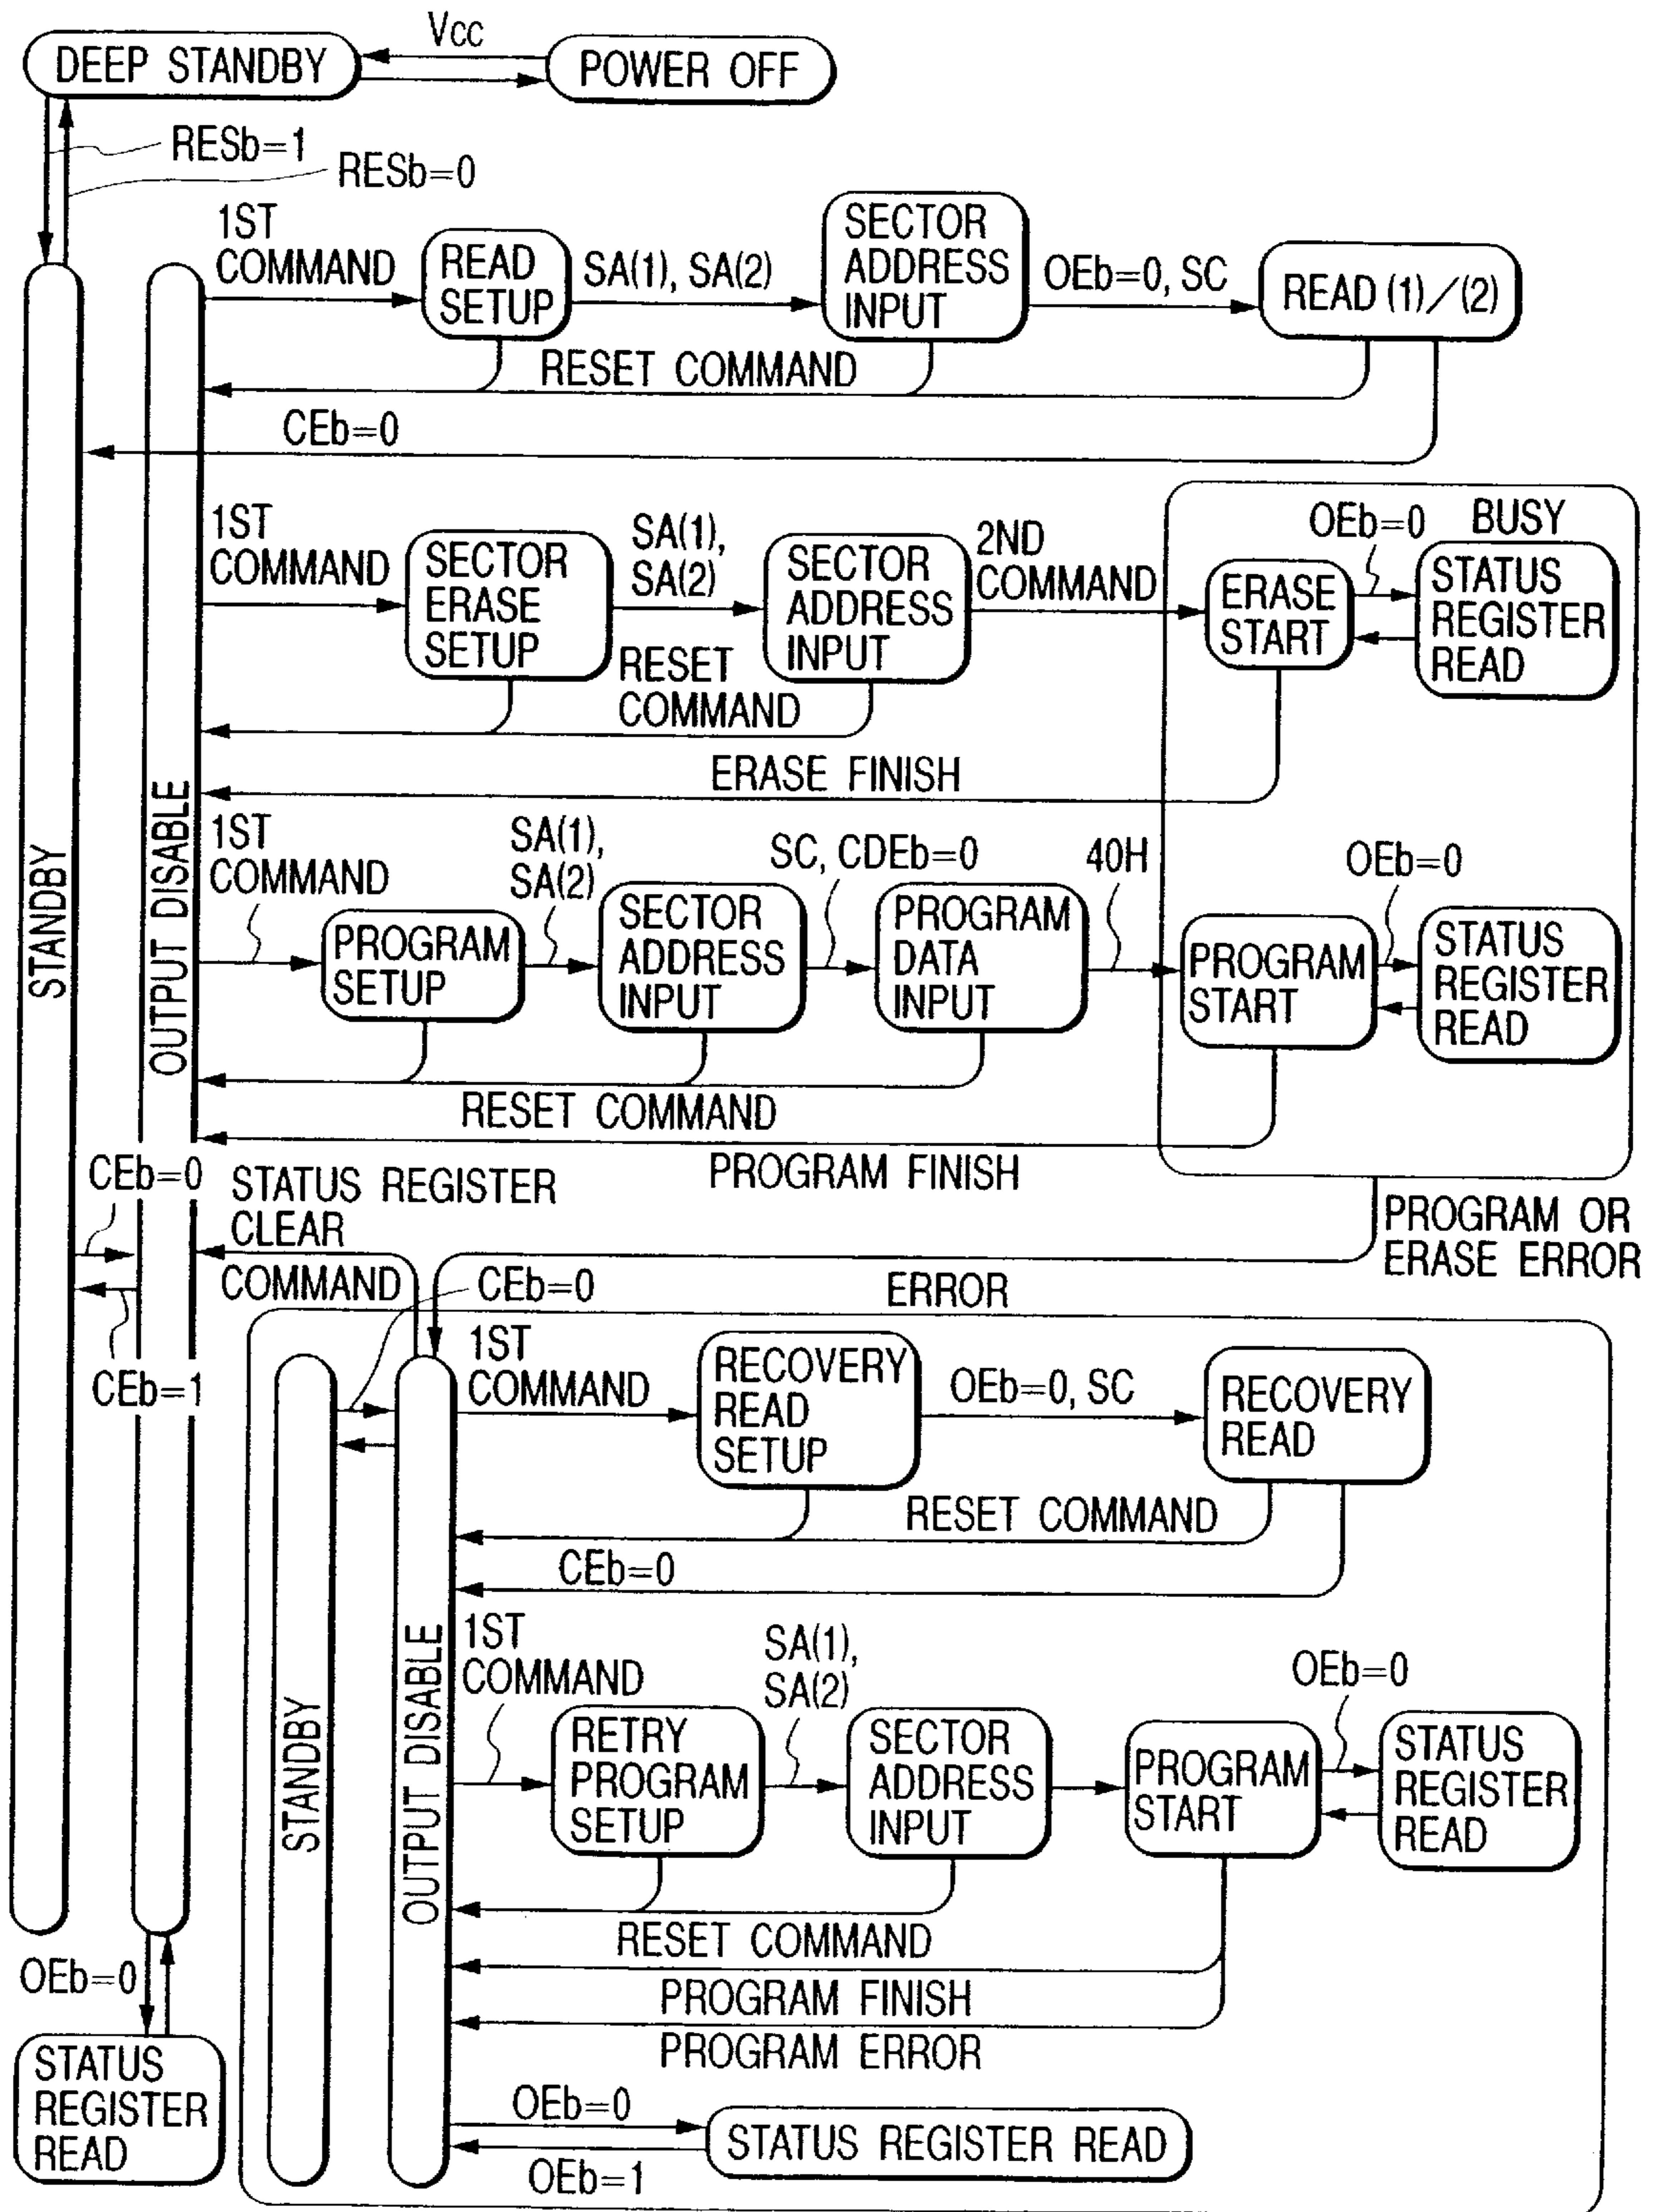 Vcc
DEEP STANDBY
POWER OFF
RESb=1
RESb=0
1ST
COMMAND
READ
SETUP
SA(1), SA(2)
SECTOR
ADDRESS
INPUT
OEb=0, SC
READ (1)/(2)
RESET COMMAND
CEb=0
1ST
COMMAND
SECTOR
ERASE
SETUP
SA(1),
SA(2)
SECTOR
ADDRESS
INPUT
2ND
COMMAND
ERASE
START
OEb=0
BUSY
STATUS
REGISTER
READ
RESET
COMMAND
ERASE FINISH
STANDBY
OUTPUT DISABLE
1ST
COMMAND
PROGRAM
SETUP
SA(1),
SA(2)
SECTOR
ADDRESS
INPUT
SC, CDEb=0
PROGRAM
DATA
INPUT
40H
PROGRAM
START
OEb=0
STATUS
REGISTER
READ
RESET COMMAND
PROGRAM FINISH
CEb=0
CEb=1
STATUS REGISTER
CLEAR
COMMAND
PROGRAM OR
ERASE ERROR
ERROR
CEb=0
1ST
COMMAND
RECOVERY
READ
SETUP
OEb=0, SC
RECOVERY
READ
RESET COMMAND
CEb=0
STANDBY
OUTPUT DISABLE
1ST
COMMAND
RETRY
PROGRAM
SETUP
SA(1),
SA(2)
SECTOR
ADDRESS
INPUT
PROGRAM
START
OEb=0
STATUS
REGISTER
READ
RESET COMMAND
PROGRAM FINISH
PROGRAM ERROR
OEb=0
STATUS
REGISTER
READ
OEb=0
STATUS REGISTER READ
OEb=1